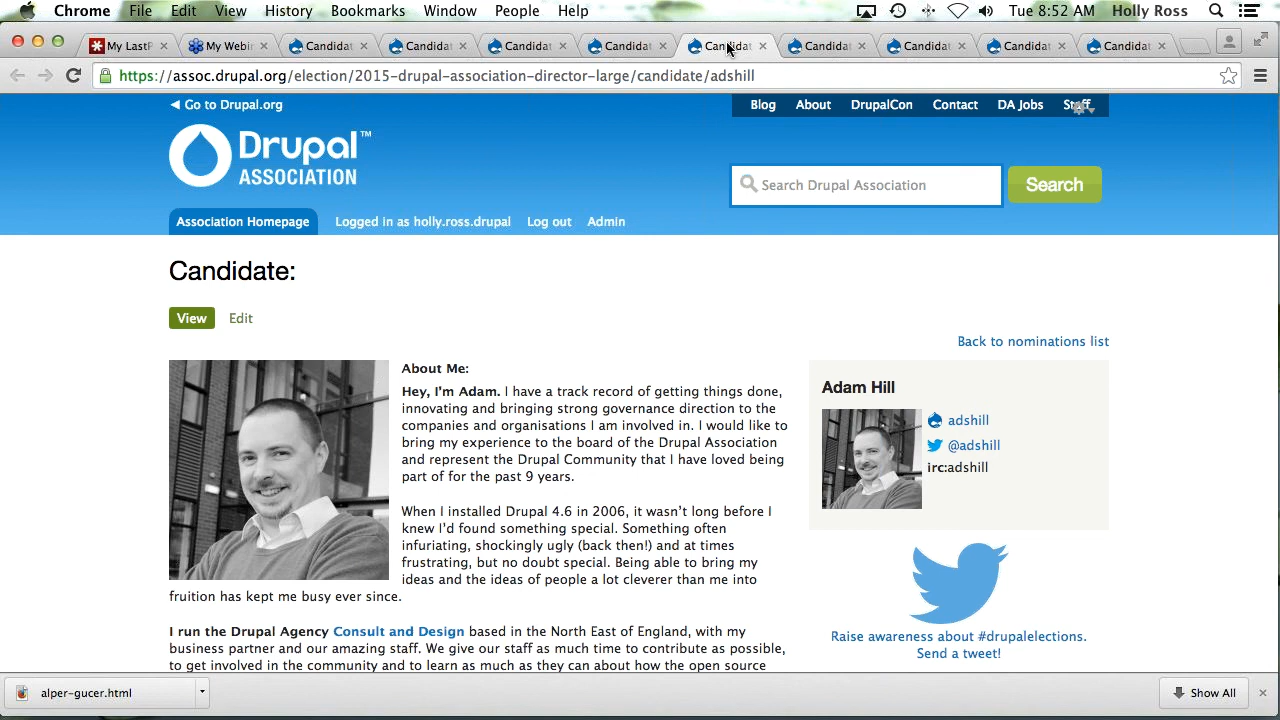 Chrome File Edit View History Bookmarks Window People Help Tue 8:52 AM Holly Ross
My LastP My Webin Candidat Candidat Candidat Candidat Candidat Candidat Candidat Candidat Candidat
https://assoc.drupal.org/election/2015-drupal-association-director-large/candidate/adshill
◀ Go to Drupal.org
Blog About DrupalCon Contact DA Jobs Staff
Drupal™
ASSOCIATION
Search Drupal Association Search
Association Homepage Logged in as holly.ross.drupal Log out Admin
Candidate:
View Edit
Back to nominations list
About Me:
Hey, I'm Adam. I have a track record of getting things done,
innovating and bringing strong governance direction to the
companies and organisations I am involved in. I would like to
bring my experience to the board of the Drupal Association
and represent the Drupal Community that I have loved being
part of for the past 9 years.
When I installed Drupal 4.6 in 2006, it wasn't long before I
knew I'd found something special. Something often
infuriating, shockingly ugly (back then!) and at times
frustrating, but no doubt special. Being able to bring my
ideas and the ideas of people a lot cleverer than me into
fruition has kept me busy ever since.
I run the Drupal Agency Consult and Design based in the North East of England, with my
business partner and our amazing staff. We give our staff as much time to contribute as possible,
to get involved in the community and to learn as much as they can about how the open source
Adam Hill
adshill
@adshill
irc:adshill
Raise awareness about #drupalelections.
Send a tweet!
alper-gucer.html
Show All